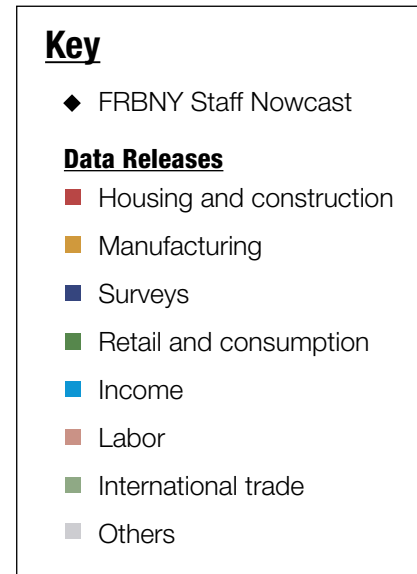 Key
FRBNY Staff Nowcast
Data Releases
Housing and construction
Manufacturing
Surveys
Retail and consumption
Income
Labor
International trade
Others